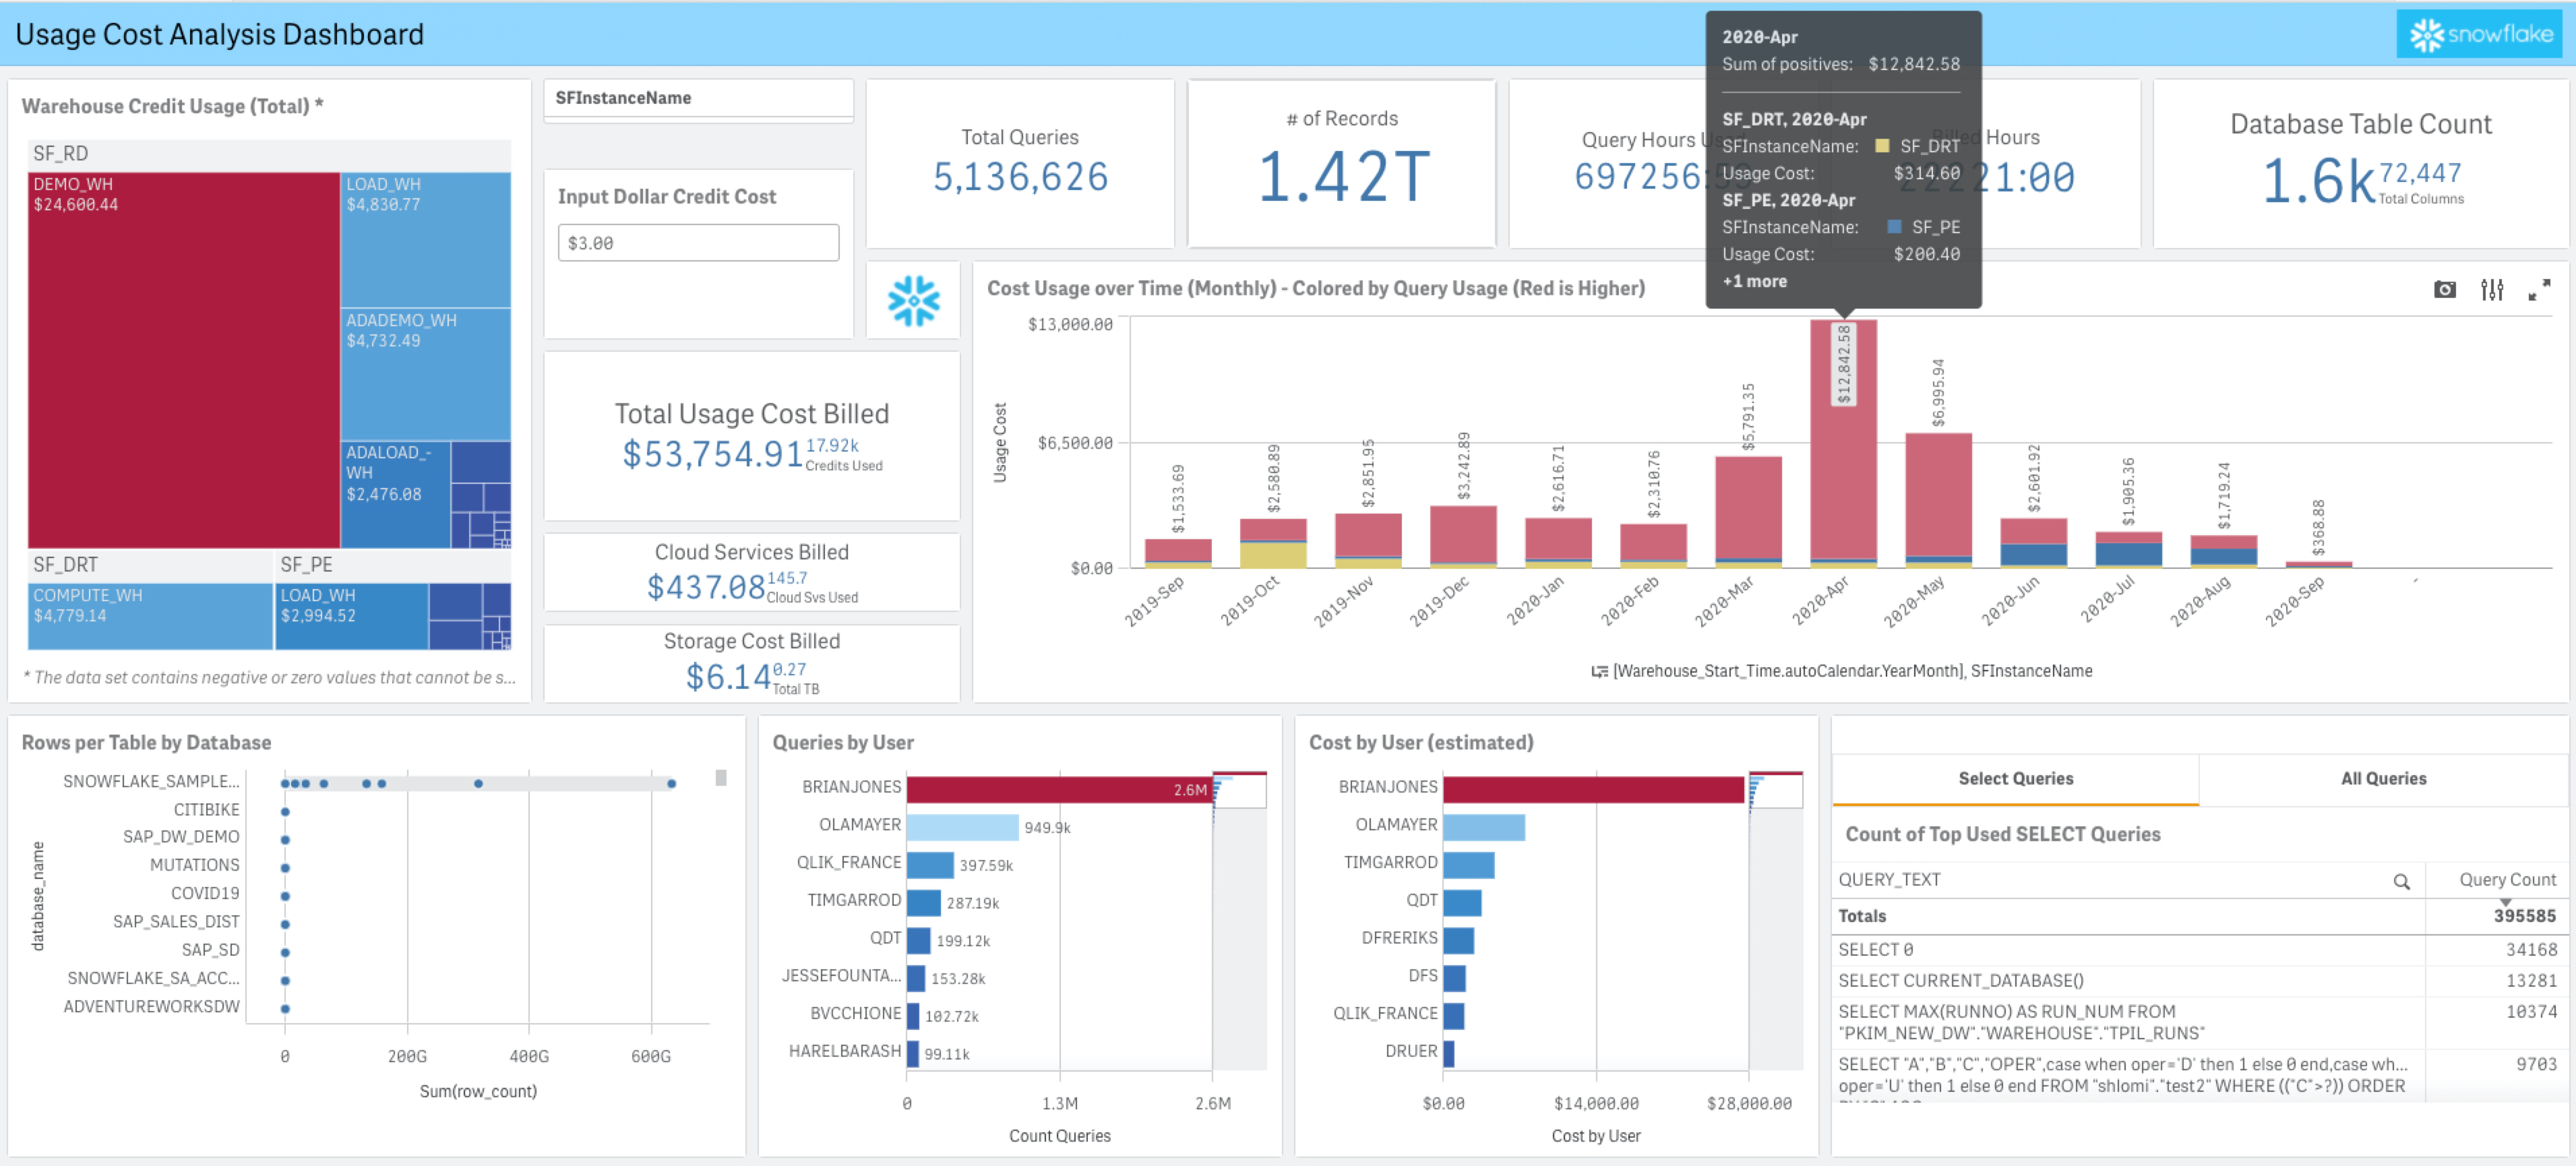 Usage Cost Analysis Dashboard
snowflake
Warehouse Credit Usage (Total) *
SF_RD
DEMO_WH
$24,600.44
LOAD_WH
$4,830.77
ADADEMO_WH
$4,732.49
ADALOAD_-
WH
$2,476.08
SF_DRT
SF_PE
COMPUTE_WH
$4,779.14
LOAD_WH
$2,994.52
* The data set contains negative or zero values that cannot be s...
SFInstanceName
Input Dollar Credit Cost
$3.00
Total Queries
5,136,626
# of Records
1.42T
Query Hours
697256:
2020-Apr
Sum of positives: $12,842.58
SF_DRT, 2020-Apr
SFInstanceName: SF_DRT
Usage Cost: $314.60
SF_PE, 2020-Apr
SFInstanceName: SF_PE
Usage Cost: $200.40
+1 more
Billed Hours
21:00
Database Table Count
1.6k
72,447
Total Columns
Total Usage Cost Billed
$53,754.91
17.92k
Credits Used
Cloud Services Billed
$437.08
145.7
Cloud Svs Used
Storage Cost Billed
$6.14
0.27
Total TB
Cost Usage over Time (Monthly) - Colored by Query Usage (Red is Higher)
Usage Cost
$13,000.00
$6,500.00
$0.00
$1,533.69
$2,580.89
$2,851.95
$3,242.89
$2,616.71
$2,310.76
$5,791.35
$12,842.58
$6,995.94
$2,601.92
$1,905.36
$1,719.24
$368.88
2019-Sep
2019-Oct
2019-Nov
2019-Dec
2020-Jan
2020-Feb
2020-Mar
2020-Apr
2020-May
2020-Jun
2020-Jul
2020-Aug
2020-Sep
-
[Warehouse_Start_Time.autoCalendar.YearMonth], SFInstanceName
Rows per Table by Database
database_name
SNOWFLAKE_SAMPLE...
CITIBIKE
SAP_DW_DEMO
MUTATIONS
COVID19
SAP_SALES_DIST
SAP_SD
SNOWFLAKE_SA_ACC...
ADVENTUREWORKSDW
0 200G 400G 600G
Sum(row_count)
Queries by User
BRIANJONES 2.6M
OLAMAYER 949.9k
QLIK_FRANCE 397.59k
TIMGARROD 287.19k
QDT 199.12k
JESSEFOUNTA... 153.28k
BVCCHIONE 102.72k
HARELBARASH 99.11k
0 1.3M 2.6M
Count Queries
Cost by User (estimated)
BRIANJONES
OLAMAYER
TIMGARROD
QDT
DFRERIKS
DFS
QLIK_FRANCE
DRUER
$0.00 $14,000.00 $28,000.00
Cost by User
Select Queries
All Queries
Count of Top Used SELECT Queries
QUERY_TEXT Query Count
Totals 395585
SELECT 0 34168
SELECT CURRENT_DATABASE() 13281
SELECT MAX(RUNNO) AS RUN_NUM FROM 10374
"PKIM_NEW_DW"."WAREHOUSE"."TPIL_RUNS"
SELECT "A","B","C","OPER",case when oper='D' then 1 else 0 end,case wh... 9703
oper='U' then 1 else 0 end FROM "shlomi"."test2" WHERE (("C">?)) ORDER